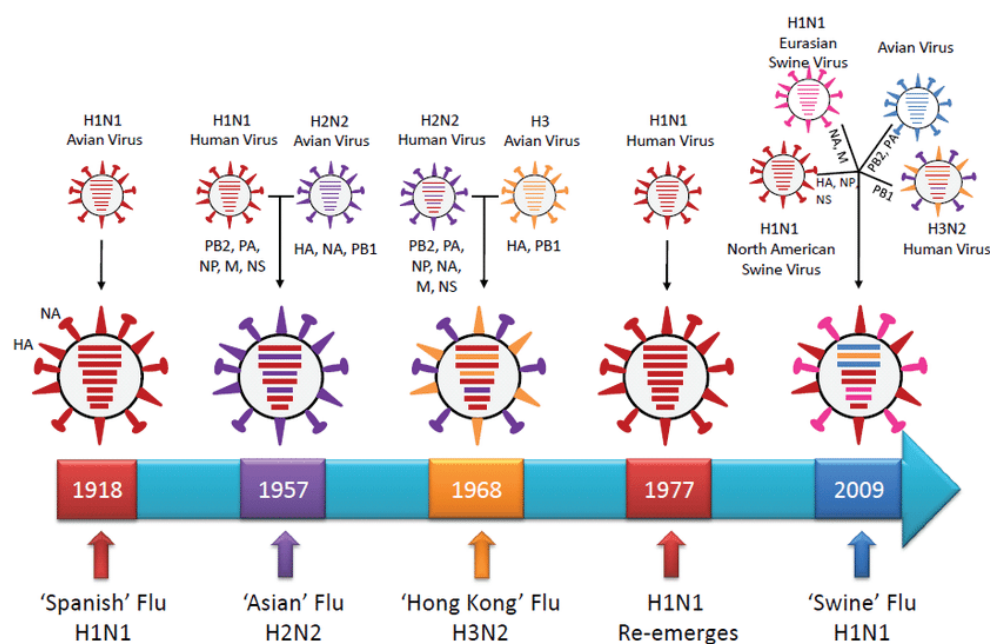 H1N1
Avian Virus
H1N1
Human Virus
H2N2
Avian Virus
H2N2
Human Virus
H3
Avian Virus
H1N1
Human Virus
H1N1
Eurasian
Swine Virus
Avian Virus
NA, M
PB2, PA
HA, NP,
NS
PB1
H1N1
North American
Swine Virus
H3N2
Human Virus
PB2, PA,
NP, M, NS
HA, NA, PB1
PB2, PA,
NP, NA,
M, NS
HA, PB1
NA
HA
1918
1957
1968
1977
2009
‘Spanish’ Flu
H1N1
‘Asian’ Flu
H2N2
‘Hong Kong’ Flu
H3N2
H1N1
Re-emerges
‘Swine’ Flu
H1N1